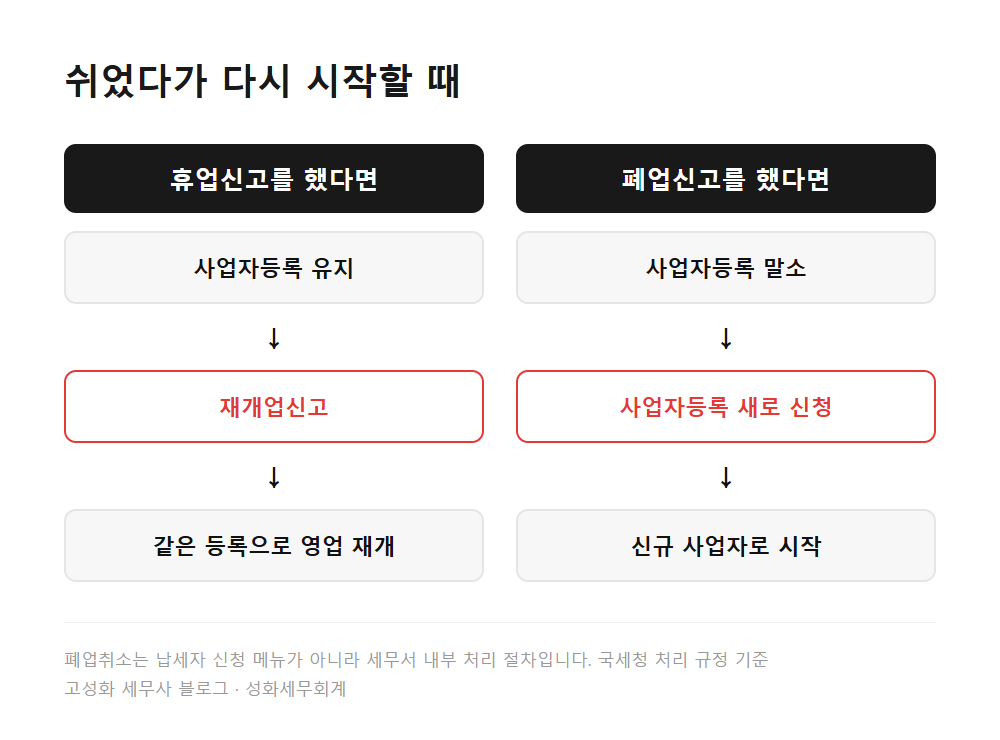 쉬었다가 다시 시작할 때
휴업신고를 했다면
사업자등록 유지
↓
재개업신고
↓
같은 등록으로 영업 재개
폐업신고를 했다면
사업자등록 말소
↓
사업자등록 새로 신청
↓
신규 사업자로 시작
폐업취소는 납세자 신청 메뉴가 아니라 세무서 내부 처리 절차입니다. 국세청 처리 규정 기준
고성화 세무사 블로그 · 성화세무회계